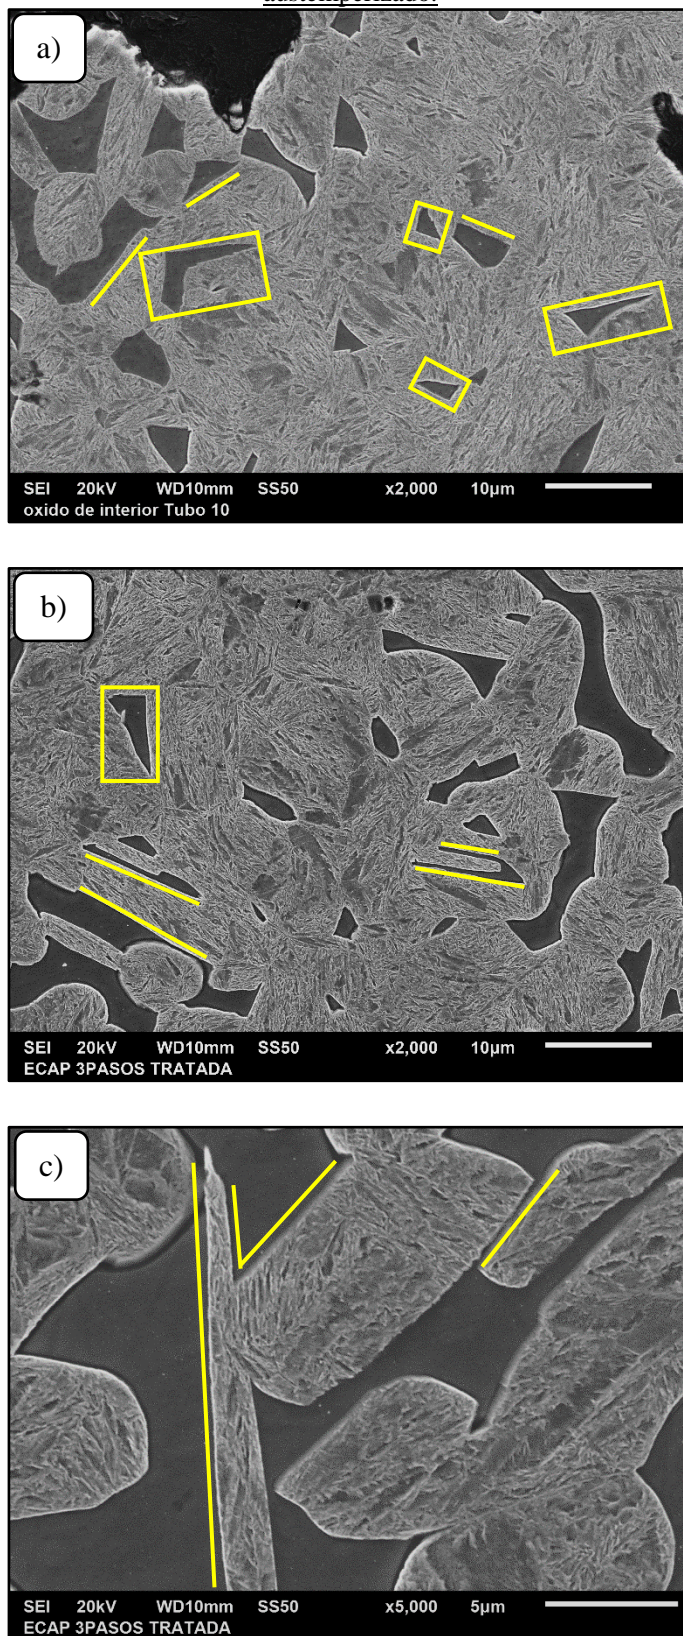 austemperizado.
a)
SEI 20kV WD10mm SS50 x2,000 10µm
oxido de interior Tubo 10
b)
SEI 20kV WD10mm SS50 x2,000 10µm
ECAP 3PASOS TRATADA
c)
SEI 20kV WD10mm SS50 x5,000 5µm
ECAP 3PASOS TRATADA